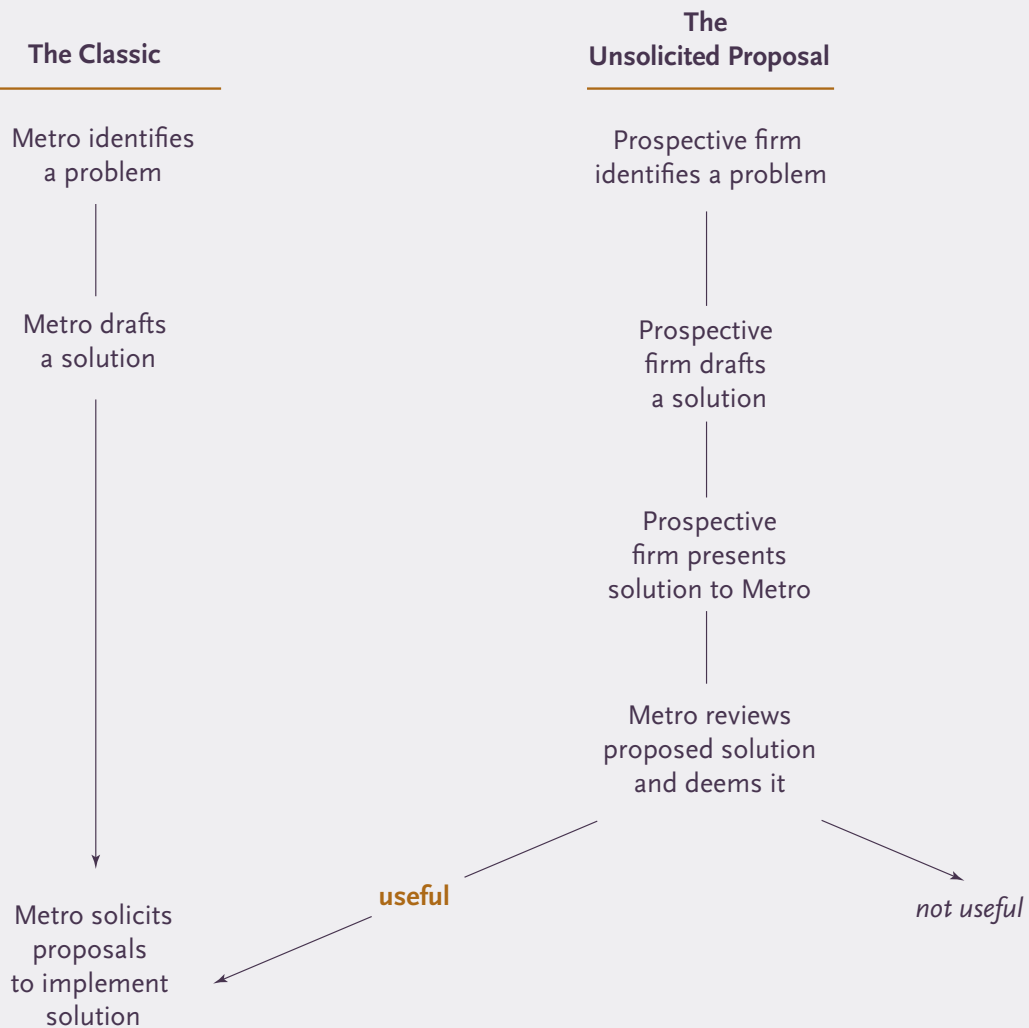 The Classic
Metro identifies
a problem
Metro drafts
a solution
Metro solicits
proposals
to implement
solution
The
Unsolicited Proposal
Prospective firm
identifies a problem
Prospective
firm drafts
a solution
Prospective
firm presents
solution to Metro
Metro reviews
proposed solution
and deems it
useful
not useful